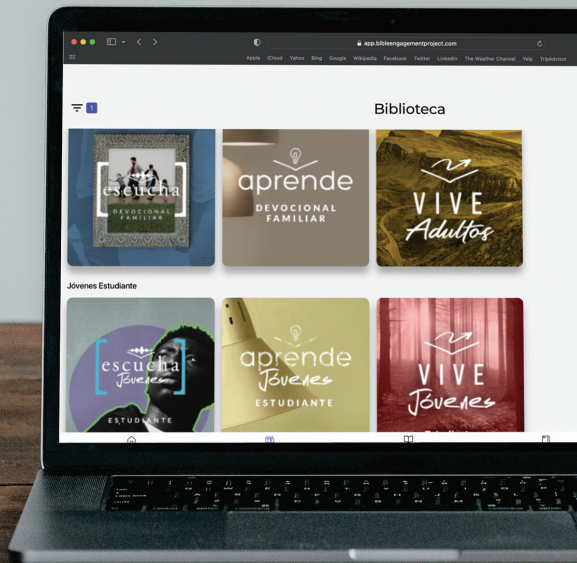 app.bibleengagementproject.com
Apple iCloud Yahoo Bing Google Wikipedia Facebook Twitter LinkedIn The Weather Channel Yelp TripAdvisor
1
Biblioteca
escucha
DEVOCIONAL
FAMILIAR
aprende
DEVOCIONAL
FAMILIAR
VIVE
Adultos
Jóvenes Estudiante
escucha
Jóvenes
ESTUDIANTE
aprende
Jóvenes
ESTUDIANTE
VIVE
Jóvenes